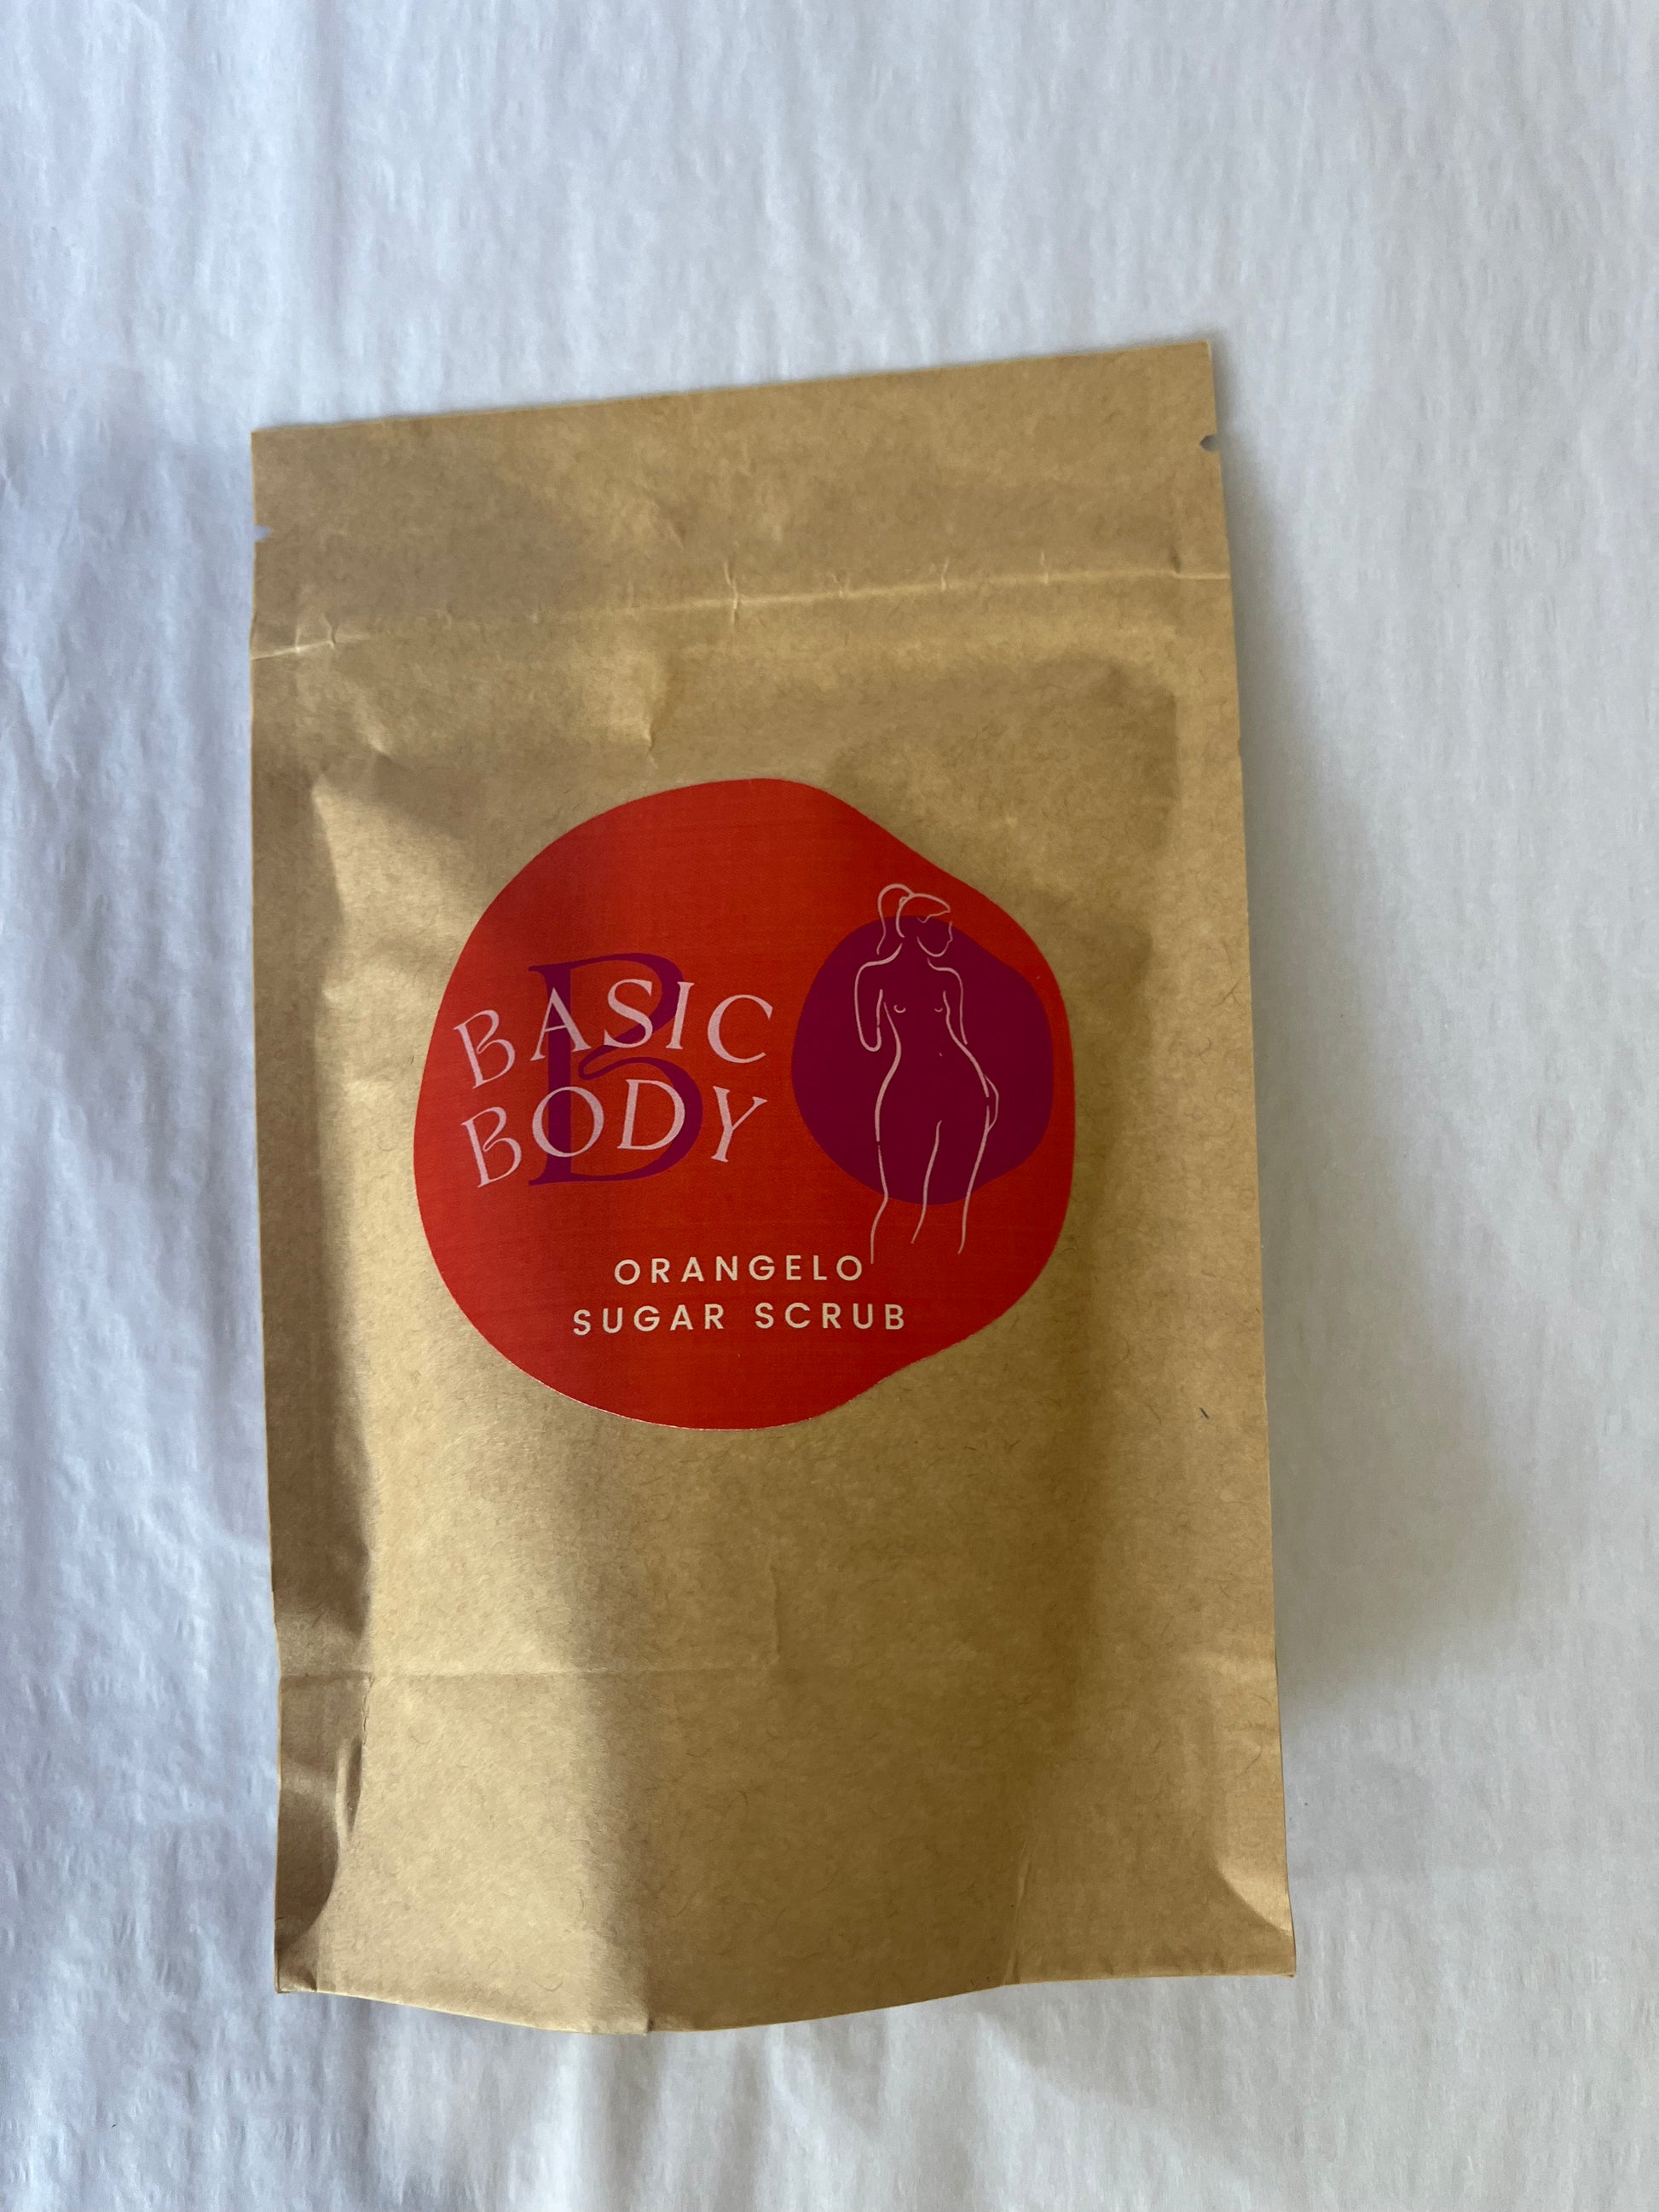 B
BASIC
BODY
ORANGELO
SUGAR SCRUB